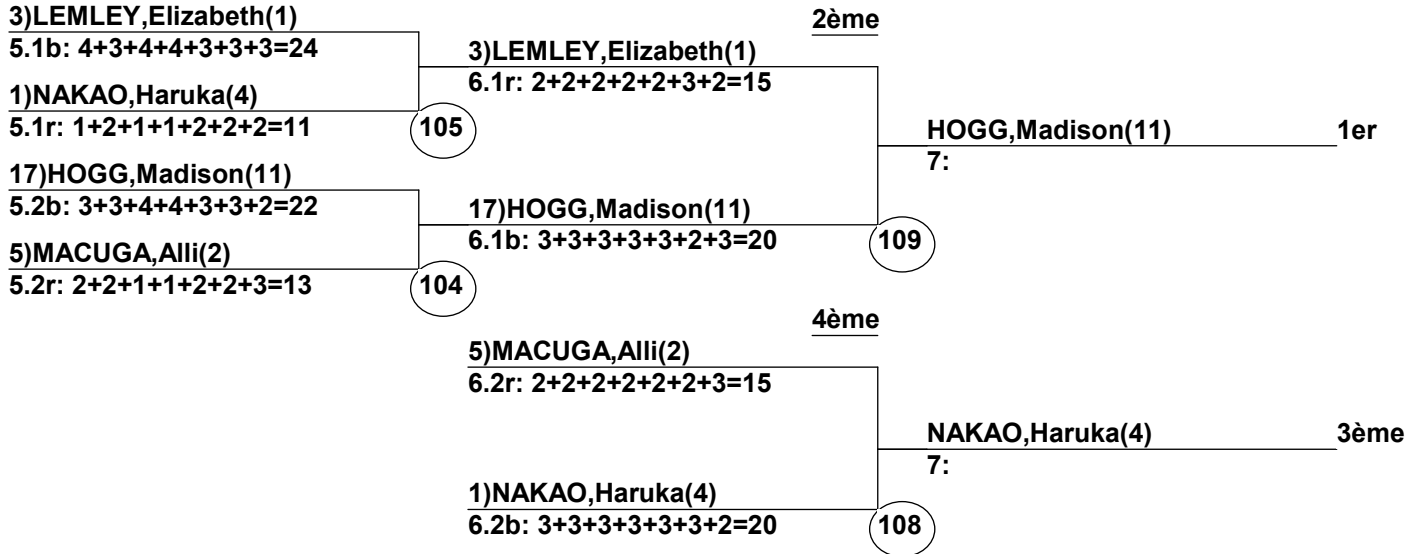 3)LEMLEY,Elizabeth(1)
5.1b: 4+3+4+4+3+3+3=24
1)NAKAO,Haruka(4)
5.1r: 1+2+1+1+2+2+2=11
105
17)HOGG,Madison(11)
5.2b: 3+3+4+4+3+3+2=22
5)MACUGA,Alli(2)
5.2r: 2+2+1+1+2+2+3=13
104
2ème
3)LEMLEY,Elizabeth(1)
6.1r: 2+2+2+2+2+3+2=15
17)HOGG,Madison(11)
6.1b: 3+3+3+3+3+2+3=20
109
HOGG,Madison(11)
7:
1er
4ème
5)MACUGA,Alli(2)
6.2r: 2+2+2+2+2+2+3=15
1)NAKAO,Haruka(4)
6.2b: 3+3+3+3+3+3+2=20
108
NAKAO,Haruka(4)
7:
3ème